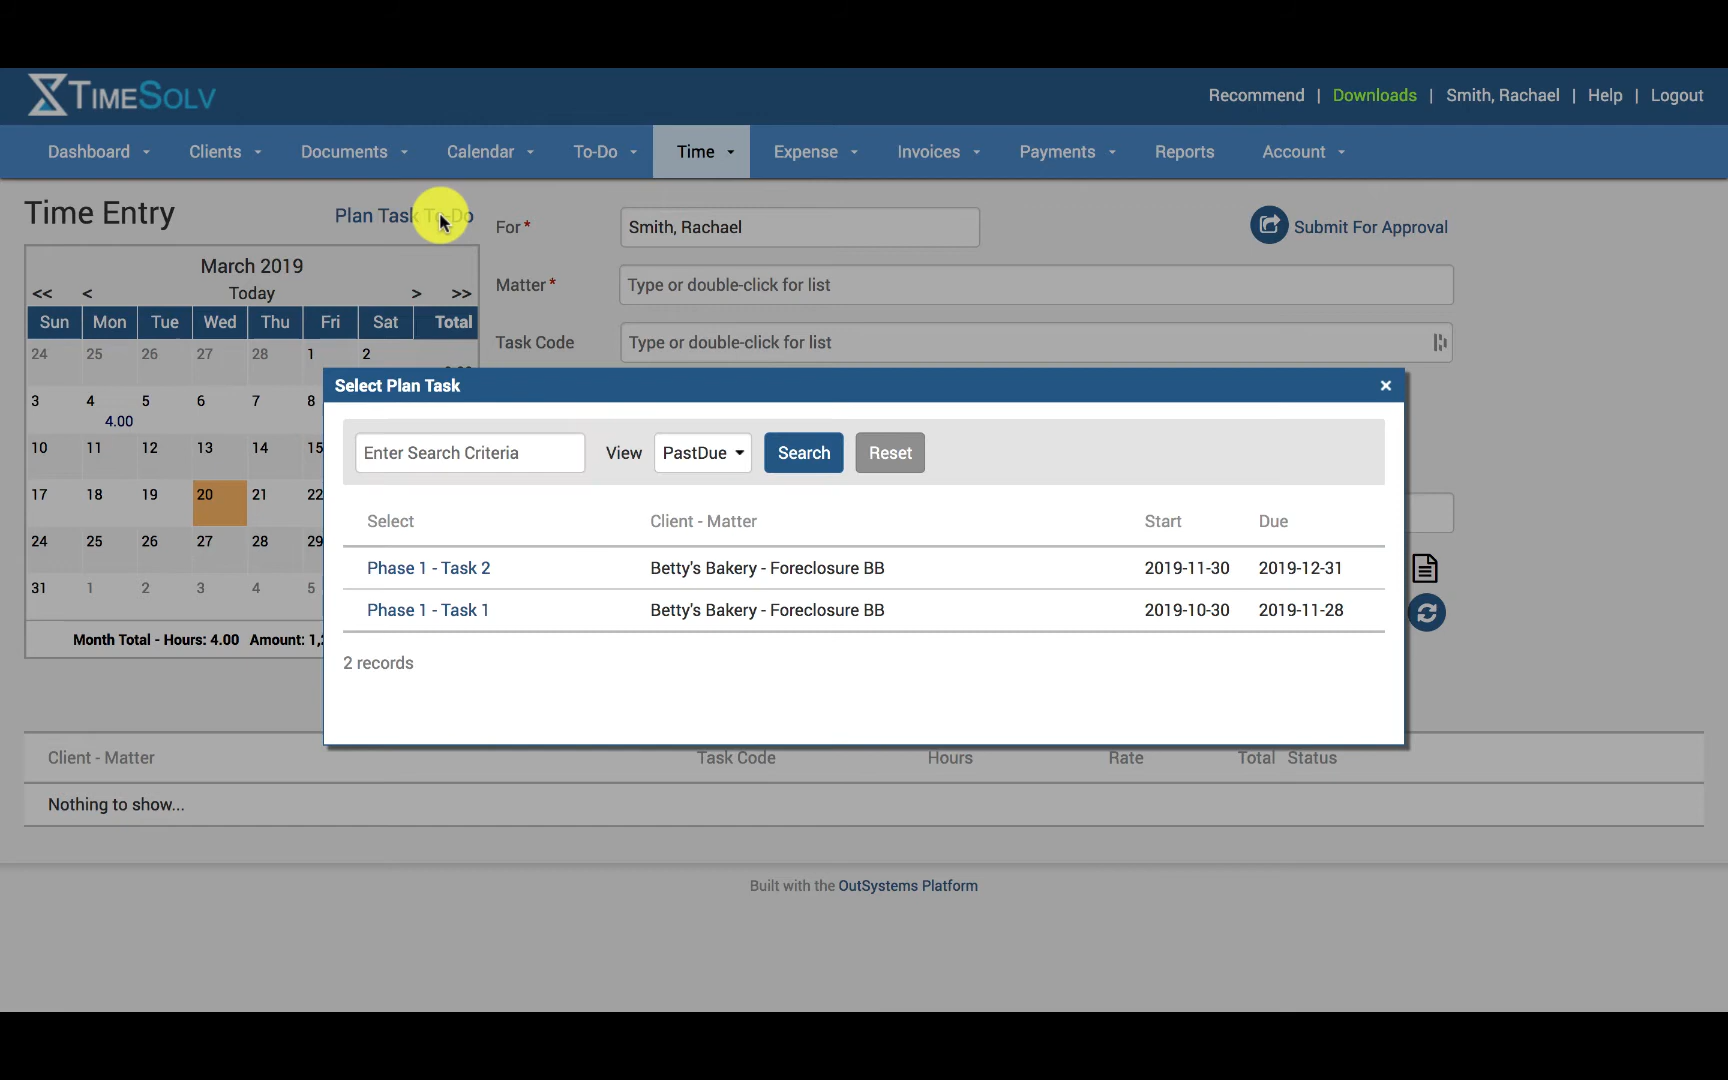 TIMESOLV
Recommend | Downloads | Smith, Rachael | Help | Logout
Dashboard Clients Documents Calendar To-Do Time Expense Invoices Payments Reports Account
Time Entry
Plan Task To-Do
For* Smith, Rachael
Submit For Approval
Matter* Type or double-click for list
Task Code Type or double-click for list
March 2019
<< < Today > >>
Sun Mon Tue Wed Thu Fri Sat Total
24 25 26 27 28 1 2
3 4 5 6 7 8
4.00
10 11 12 13 14 15
17 18 19 20 21 22
24 25 26 27 28 29
31 1 2 3 4 5
Month Total - Hours: 4.00 Amount: 1,
Select Plan Task
×
Enter Search Criteria View PastDue Search Reset
Select Client - Matter Start Due
Phase 1 - Task 2 Betty's Bakery - Foreclosure BB 2019-11-30 2019-12-31
Phase 1 - Task 1 Betty's Bakery - Foreclosure BB 2019-10-30 2019-11-28
2 records
Client - Matter Task Code Hours Rate Total Status
Nothing to show...
Built with the OutSystems Platform